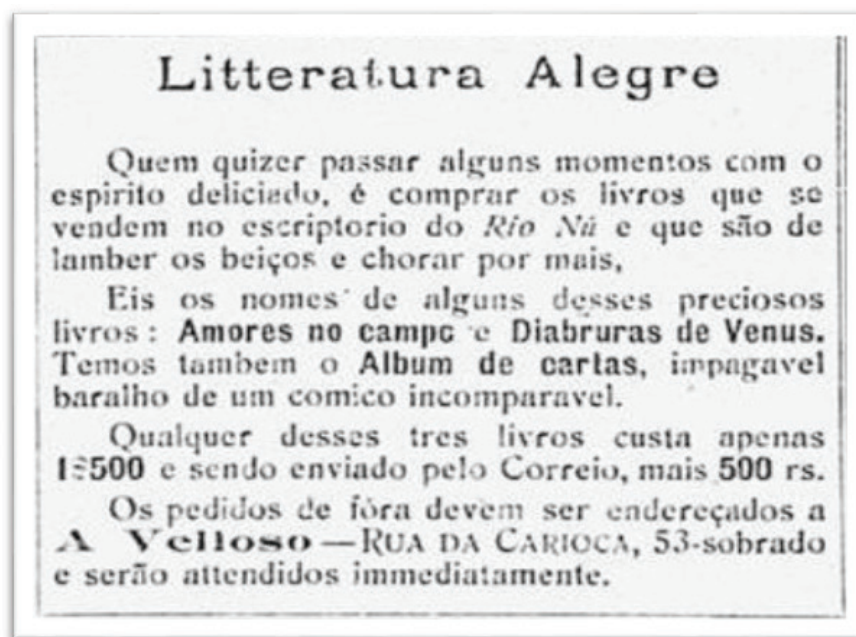 Litteratura Alegre
Quem quizer passar alguns momentos com o
espirito deliciado, é comprar os livros que se
vendem no escriptorio do Rio Nú e que são de
lamber os beiços e chorar por mais,
Eis os nomes de alguns desses preciosos
livros : Amores no campo e Diabruras de Venus.
Temos tambem o Album de cartas, impagavel
baralho de um comico incomparavel.
Qualquer desses tres livros custa apenas
1$500 e sendo enviado pelo Correio, mais 500 rs.
Os pedidos de fóra devem ser endereçados a
A Velloso—RUA DA CARIOCA, 53-sobrado
e serão attendidos immediatamente.